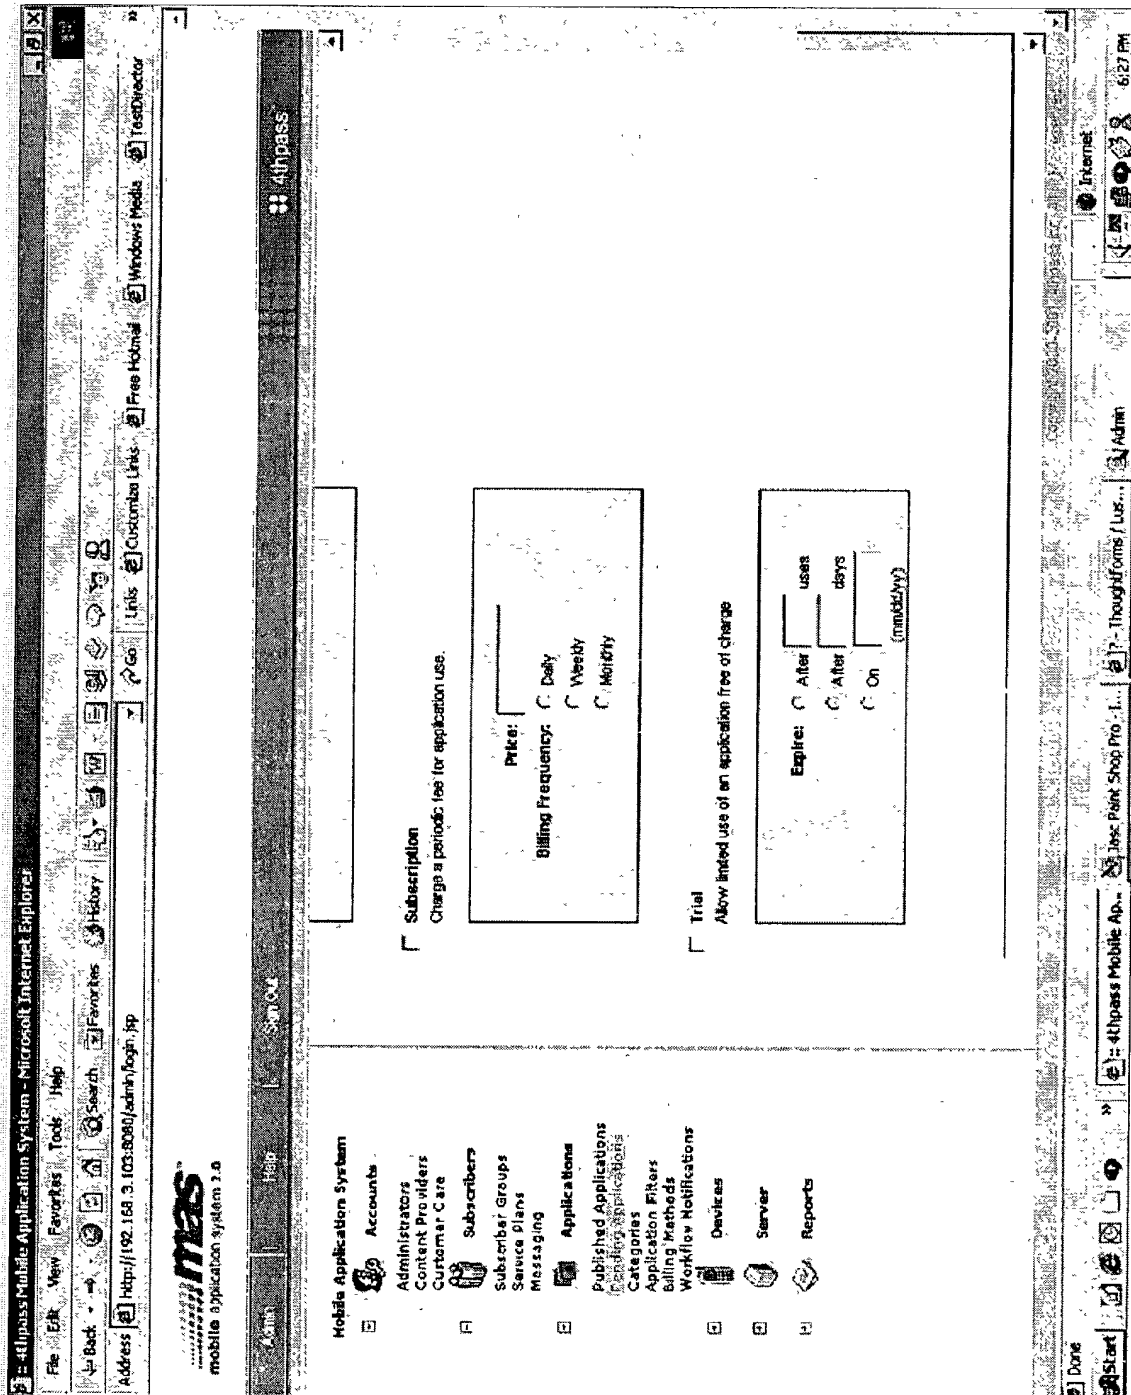 :: 4thpass Mobile Application System - Microsoft Internet Explorer
File Edit View Favorites Tools Help
Back Search Favorites History
Address http://192.168.3.103:8080/admin/login.jsp Go Links Customize Links Free Hotmail Windows Media TestDirector
mas
mobile application system 2.0
Admin Help Sign Out 4thpass
Mobile Application System
Accounts
Administrators
Content Providers
Customer Care
Subscribers
Subscriber Groups
Service Plans
Messaging
Applications
Published Applications
Pending Applications
Categories
Application Filters
Billing Methods
Workflow Notifications
Devices
Server
Reports
Subscription
Charge a periodic fee for application use.
Price:
Billing Frequency: Daily
Weekly
Monthly
Trial
Allow limited use of an application free of charge
Expire: After uses
After days
On
(mm/dd/yy)
Done Internet
Start » :: 4thpass Mobile Ap... Jasc Paint Shop Pro - I... ]? - Thoughtforms / Lus... Admin 6:27 PM